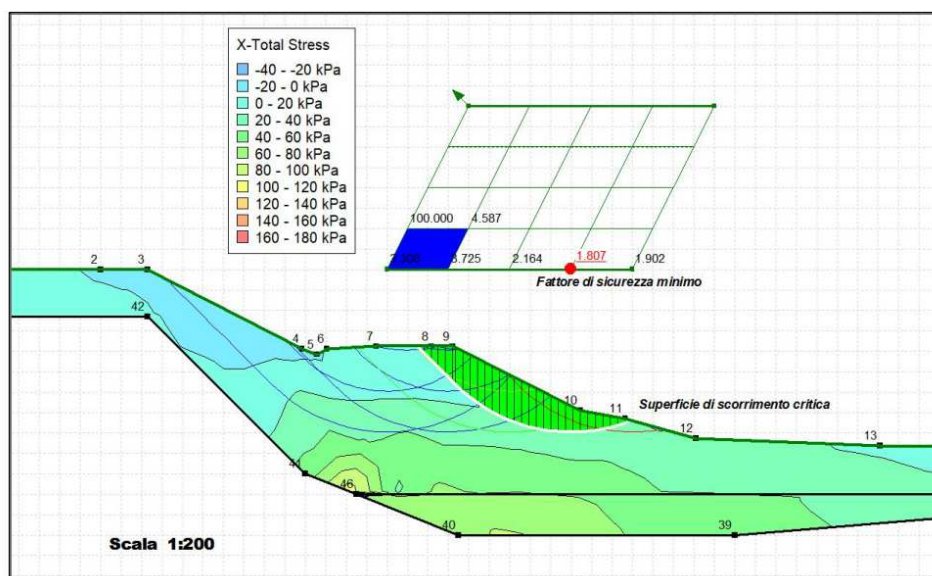 X-Total Stress
-40 - -20 kPa
-20 - 0 kPa
0 - 20 kPa
20 - 40 kPa
40 - 60 kPa
60 - 80 kPa
80 - 100 kPa
100 - 120 kPa
120 - 140 kPa
140 - 160 kPa
160 - 180 kPa
100.000 4.587
3.725 2.164 1.807 1.902
Fattore di sicurezza minimo
2 3
42
4 5 6 7 8 9
10 11
Superficie di scorrimento critica
12 13
41
46
40 39
Scala 1:200